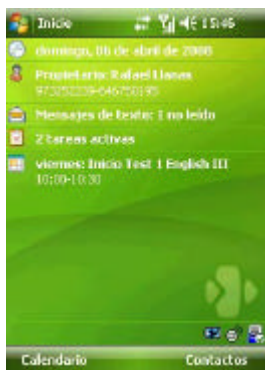 Inicio 15:46
domingo, 06 de abril de 2008
Propietario: Rafael Llanas
Mensajes de texto: 1 no leído
2 tareas activas
viernes: Inicio Test 1 English III
10:00-10:30
Calendario Contactos